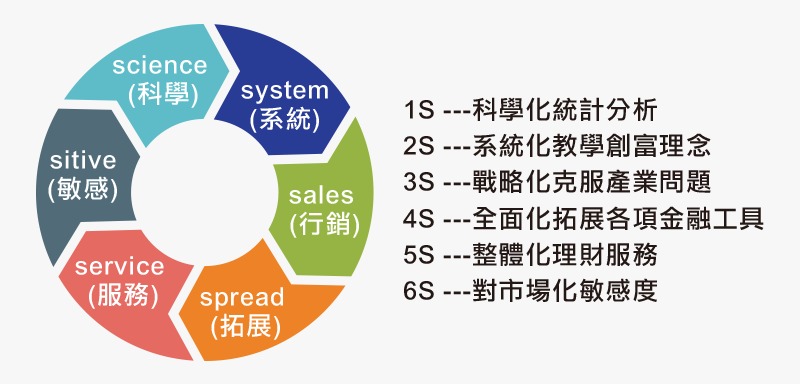 science
(科學)
system
(系統)
sales
(行銷)
spread
(拓展)
service
(服務)
sitive
(敏感)
1S ---科學化統計分析
2S ---系統化教學創富理念
3S ---戰略化克服產業問題
4S ---全面化拓展各項金融工具
5S ---整體化理財服務
6S ---對市場化敏感度